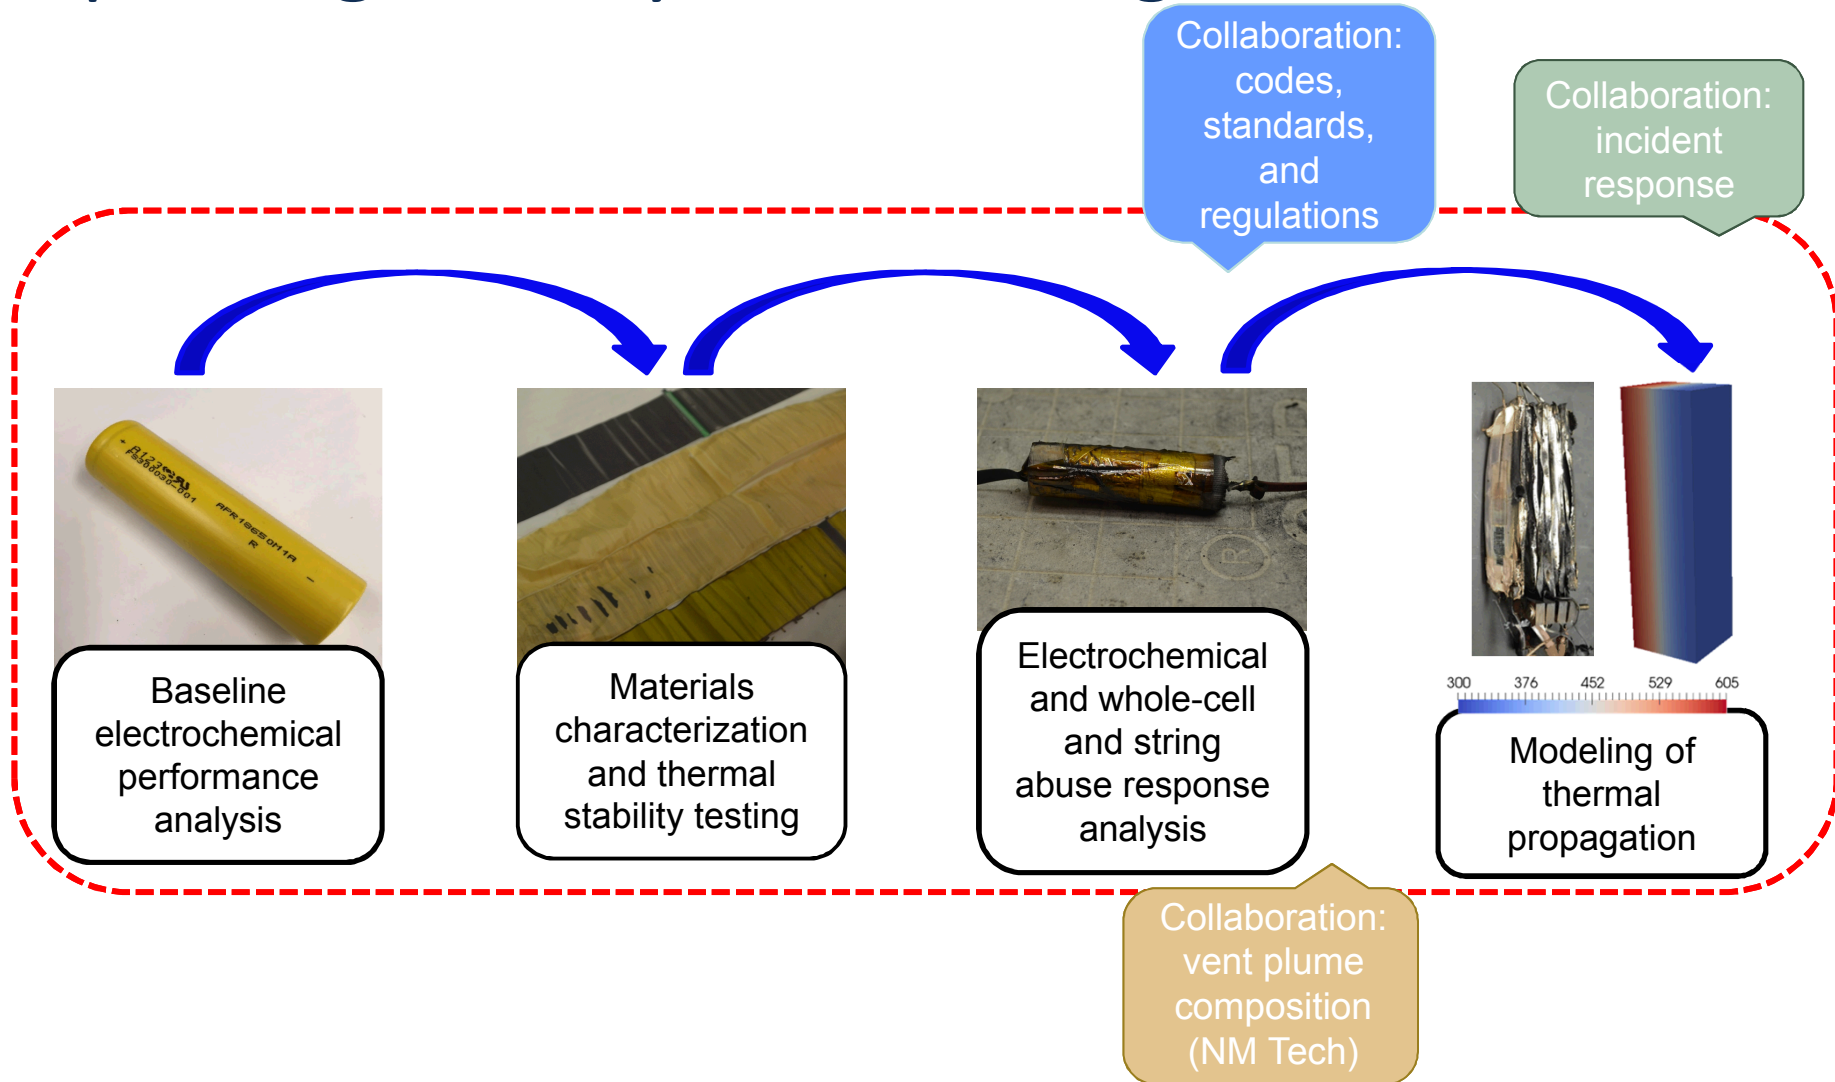 Collaboration:
codes,
standards,
and
regulations
Collaboration:
incident
response
A123
APR18650M1A
R
Baseline
electrochemical
performance
analysis
Materials
characterization
and thermal
stability testing
Electrochemical
and whole-cell
and string
abuse response
analysis
300 376 452 529 605
Modeling of
thermal
propagation
Collaboration:
vent plume
composition
(NM Tech)